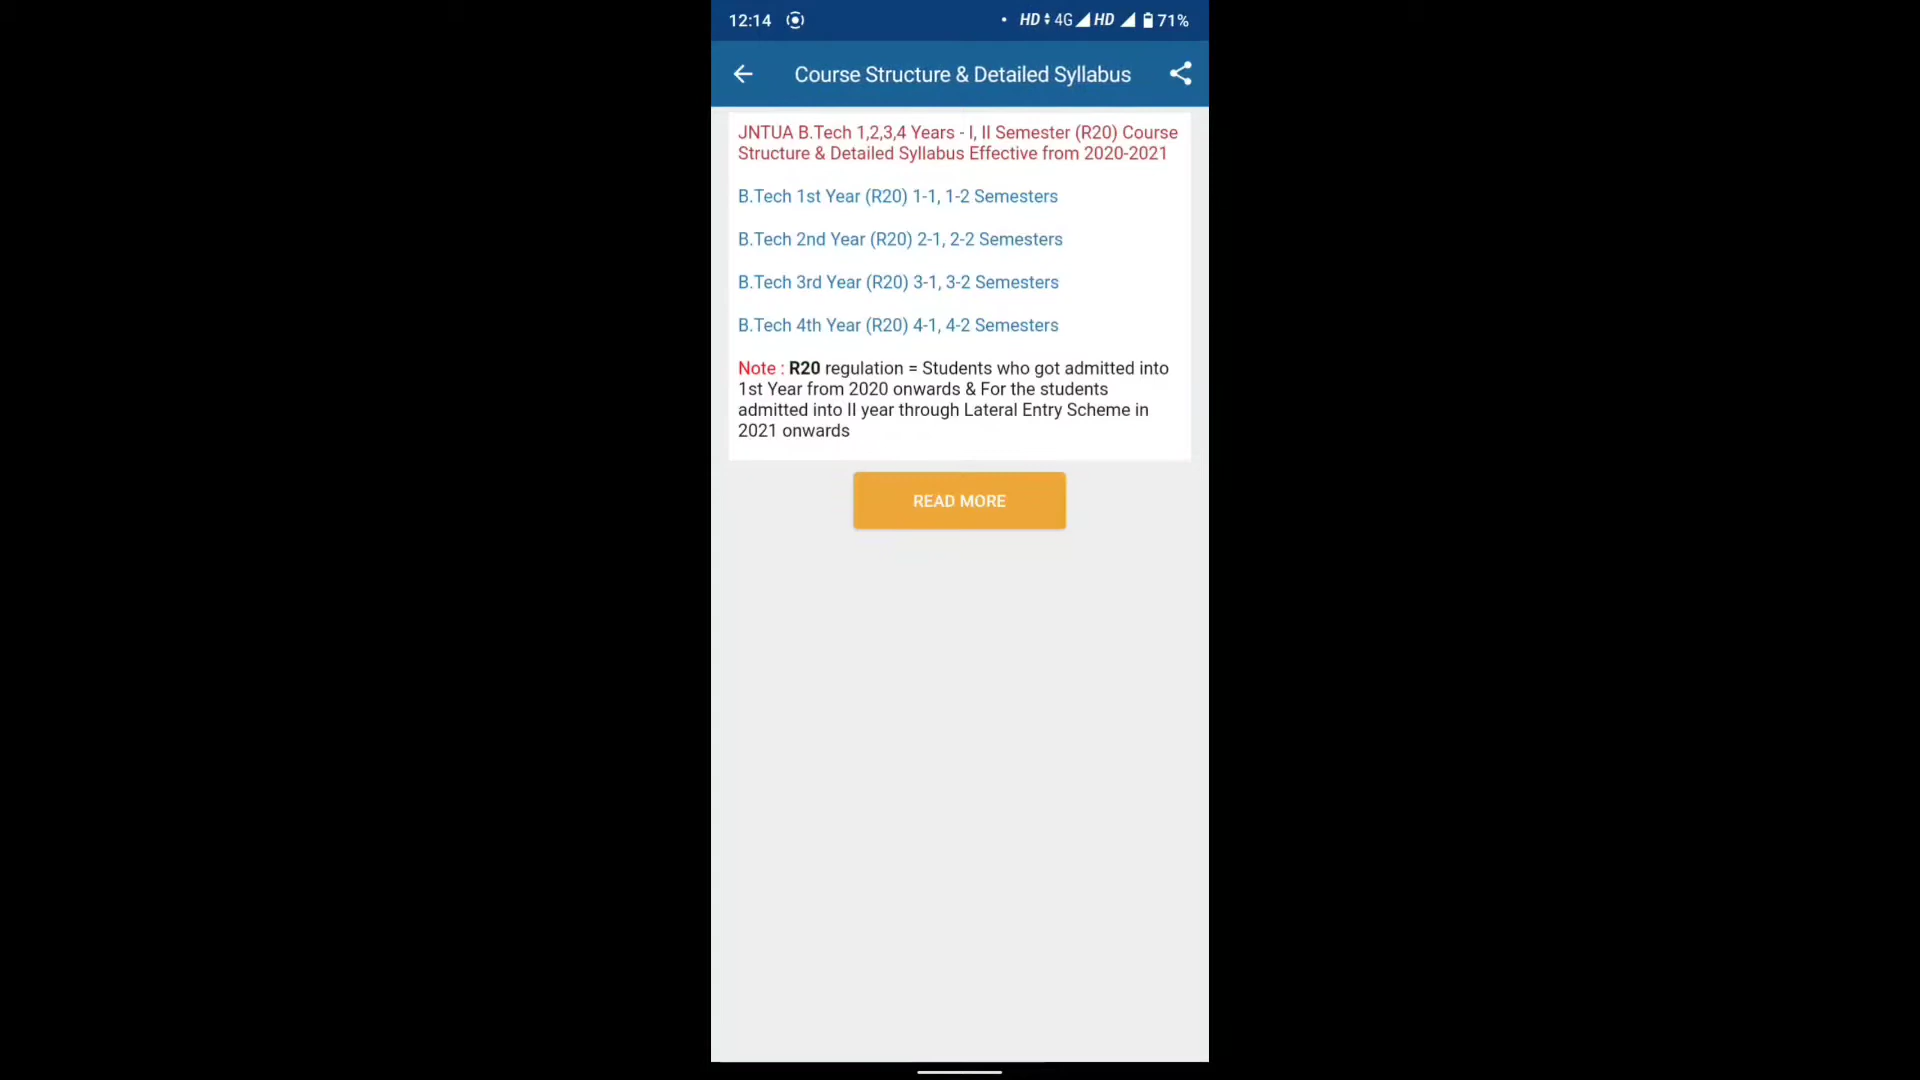 12:14 HD 4G HD 71%
Course Structure & Detailed Syllabus
JNTUA B.Tech 1,2,3,4 Years - I, II Semester (R20) Course
Structure & Detailed Syllabus Effective from 2020-2021
B.Tech 1st Year (R20) 1-1, 1-2 Semesters
B.Tech 2nd Year (R20) 2-1, 2-2 Semesters
B.Tech 3rd Year (R20) 3-1, 3-2 Semesters
B.Tech 4th Year (R20) 4-1, 4-2 Semesters
Note : R20 regulation = Students who got admitted into
1st Year from 2020 onwards & For the students
admitted into II year through Lateral Entry Scheme in
2021 onwards
READ MORE